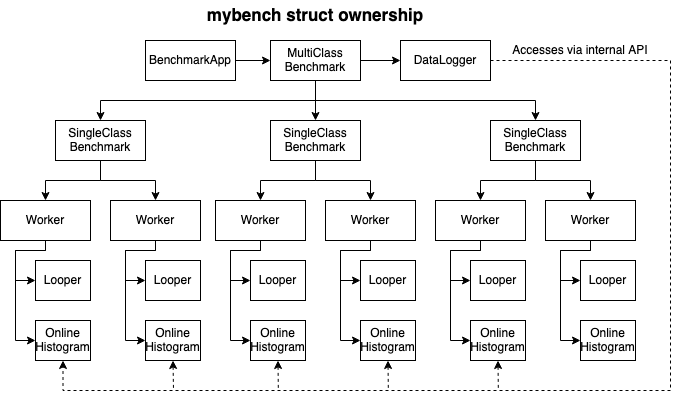 mybench struct ownership
BenchmarkApp
MultiClass
Benchmark
DataLogger
Accesses via internal API
SingleClass
Benchmark
SingleClass
Benchmark
SingleClass
Benchmark
Worker
Worker
Worker
Worker
Worker
Worker
Looper
Looper
Looper
Looper
Looper
Looper
Online
Histogram
Online
Histogram
Online
Histogram
Online
Histogram
Online
Histogram
Online
Histogram